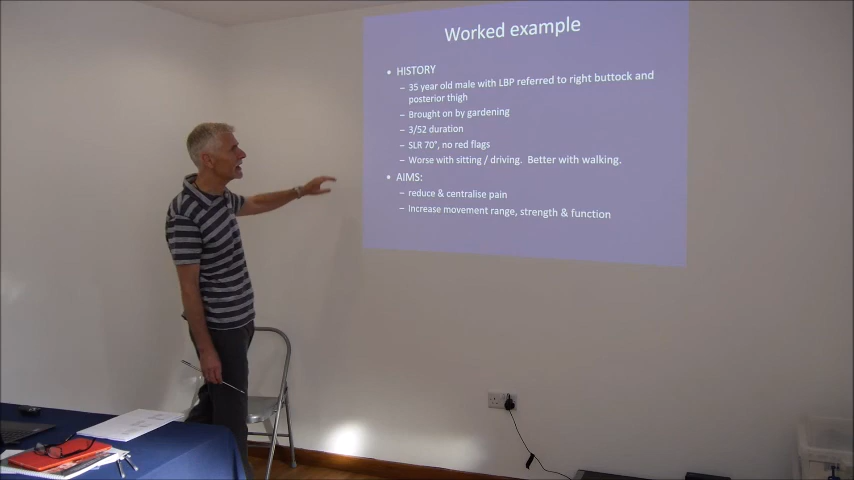 Worked example
• HISTORY
– 35 year old male with LBP referred to right buttock and
posterior thigh
– Brought on by gardening
– 3/52 duration
– SLR 70°, no red flags
– Worse with sitting / driving. Better with walking.
• AIMS:
– reduce & centralise pain
– Increase movement range, strength & function